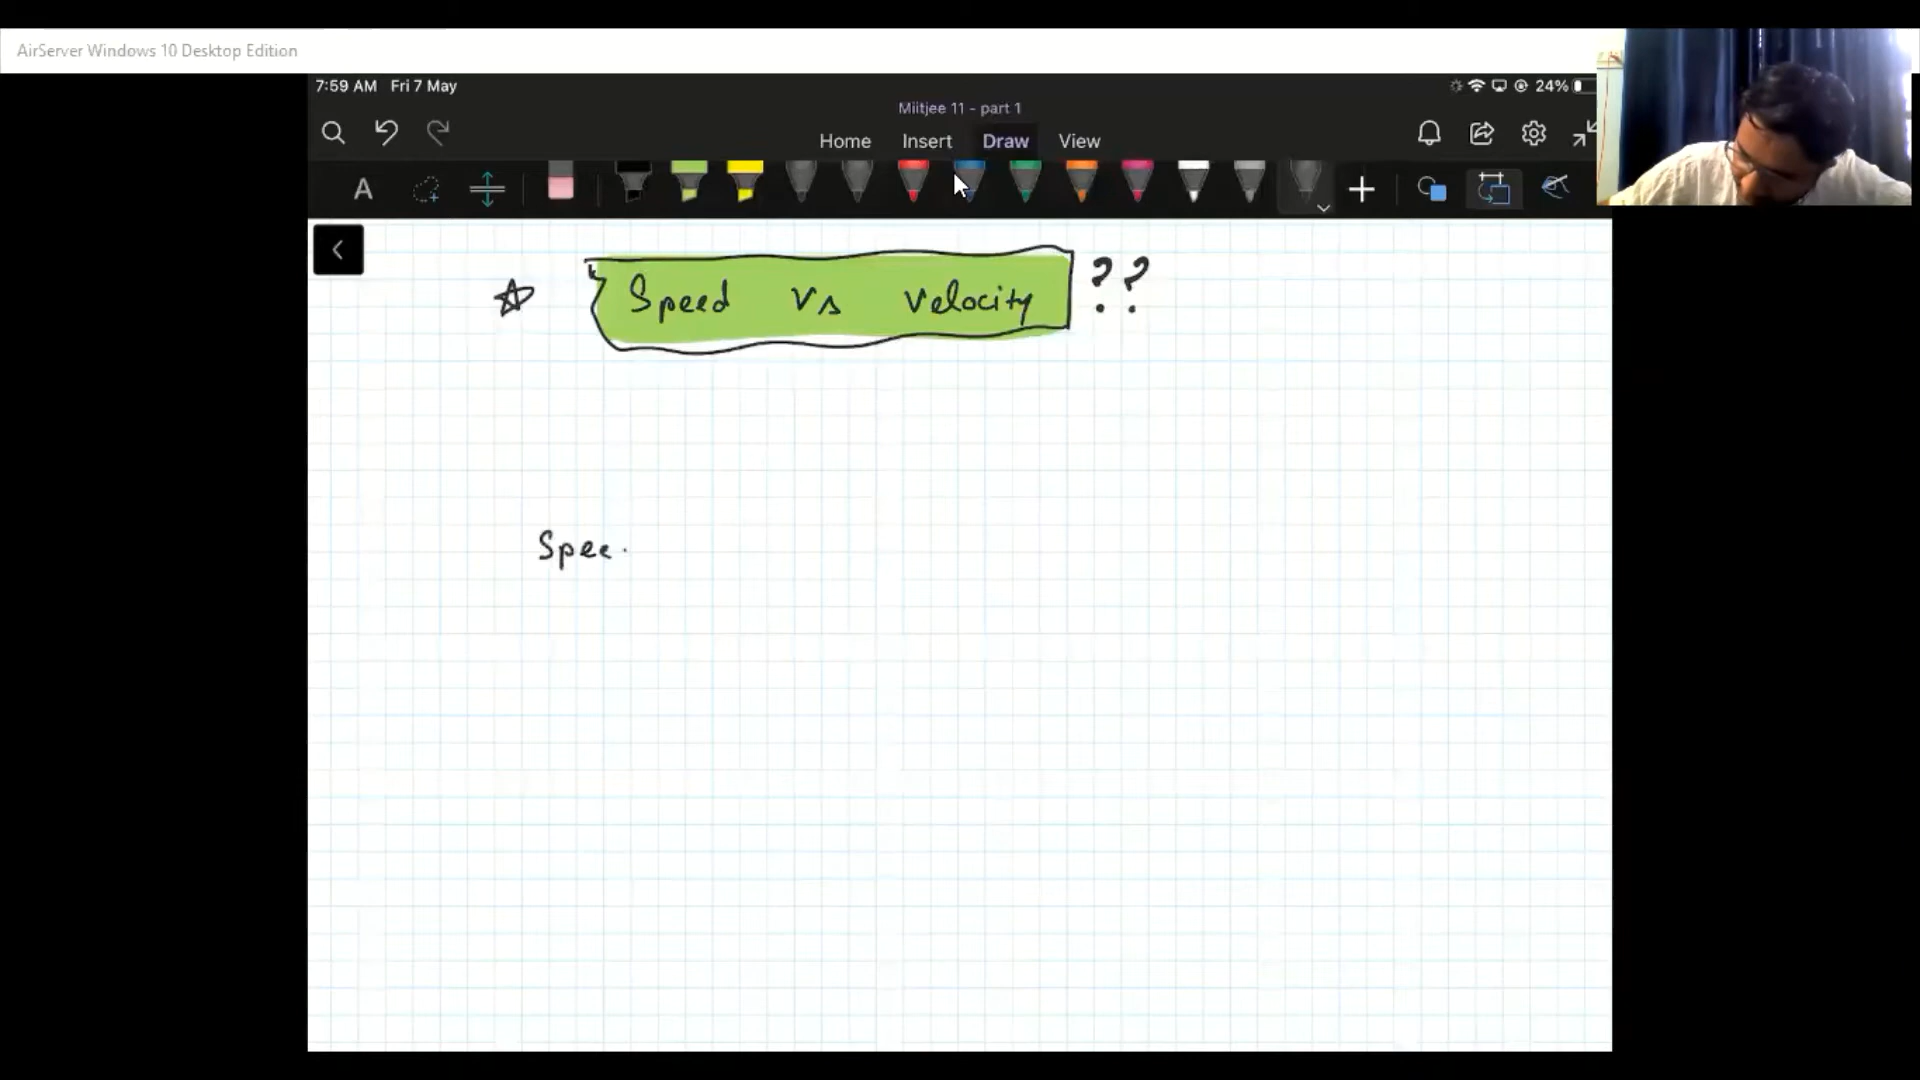 AirServer Windows 10 Desktop Edition
7:59 AM Fri 7 May
24%
Miitjee 11 - part 1
Home Insert Draw View
A
Speed Vs Velocity ??
Spee